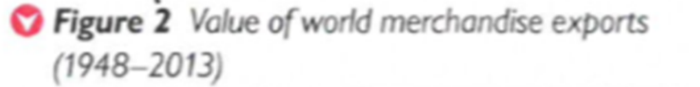 Figure 2 Value of world merchandise exports
(1948–2013)